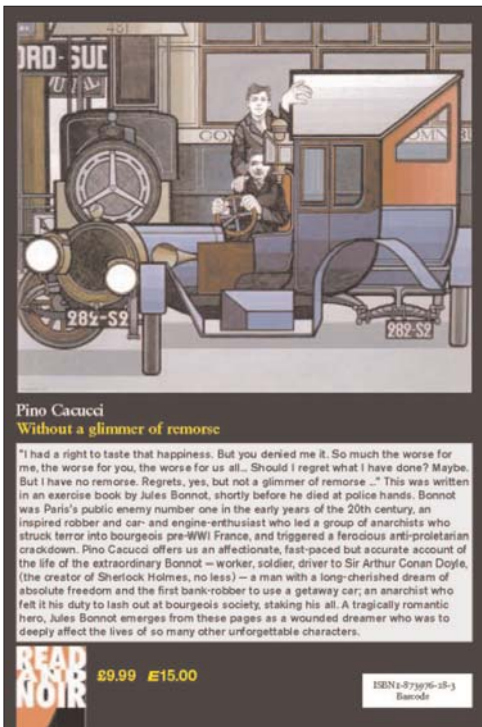 ORD-SUD
481
CO
OMNIB
282-S2
282-S2
Pino Cacucci
Without a glimmer of remorse
"I had a right to taste that happiness. But you denied me it. So much the worse for
me, the worse for you, the worse for us all... Should I regret what I have done? Maybe.
But I have no remorse. Regrets, yes, but not a glimmer of remorse ..." This was written
in an exercise book by Jules Bonnot, shortly before he died at police hands. Bonnot
was Paris's public enemy number one in the early years of the 20th century, an
inspired robber and car- and engine-enthusiast who led a group of anarchists who
struck terror into bourgeois pre-WWI France, and triggered a ferocious anti-proletarian
crackdown. Pino Cacucci offers us an affectionate, fast-paced but accurate account of
the life of the extraordinary Bonnot — worker, soldier, driver to Sir Arthur Conan Doyle,
(the creator of Sherlock Holmes, no less) — a man with a long-cherished dream of
absolute freedom and the first bank-robber to use a getaway car; an anarchist who
felt it his duty to lash out at bourgeois society, staking his all. A tragically romantic
hero, Jules Bonnot emerges from these pages as a wounded dreamer who was to
deeply affect the lives of so many other unforgettable characters.
READ
AND
NOIR
£9.99 E15.00
ISBN 1-873976-28-3
Barcode